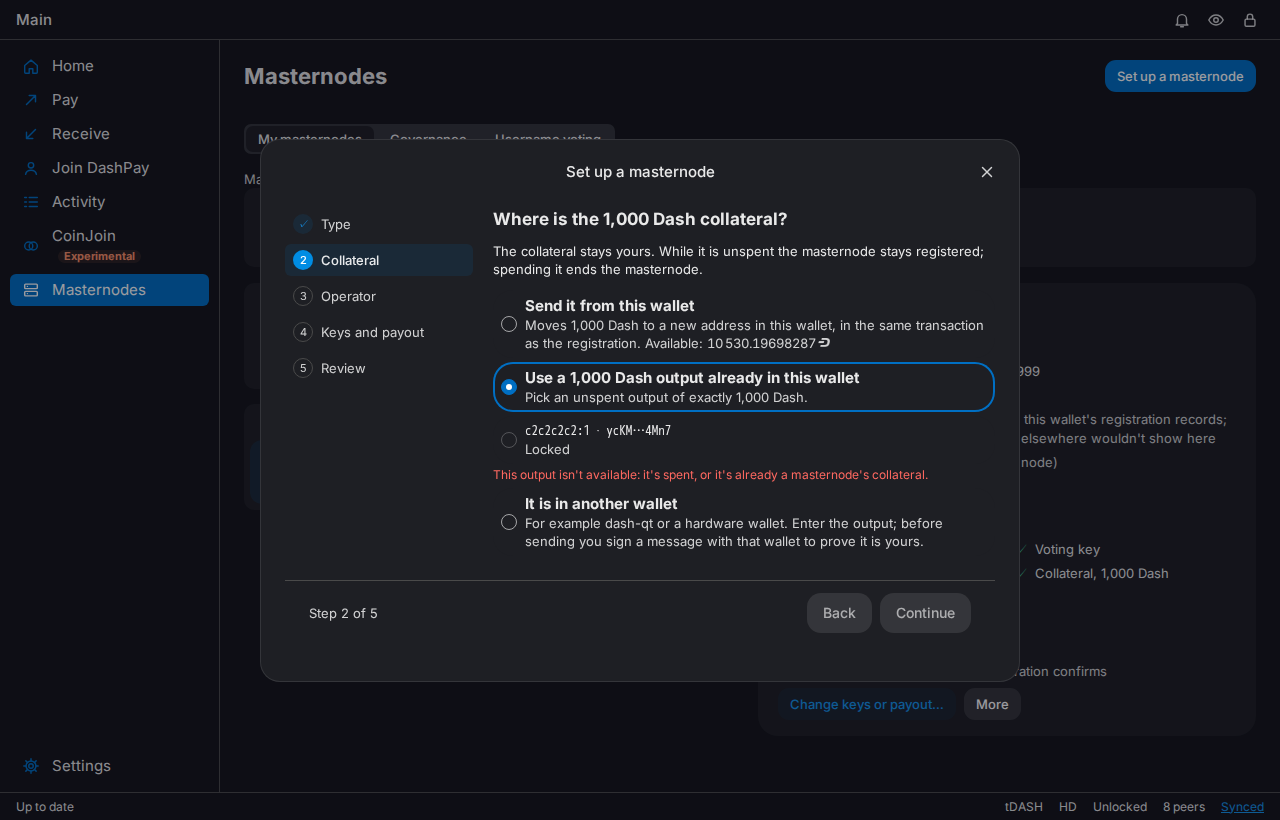 Main
Home
Pay
Receive
Join DashPay
Activity
CoinJoin
Experimental
Masternodes
Settings
Masternodes
Set up a masternode
My masternodes Governance Username voting
Ma
Set up a masternode
✓ Type
2 Collateral
3 Operator
4 Keys and payout
5 Review
Where is the 1,000 Dash collateral?
The collateral stays yours. While it is unspent the masternode stays registered;
spending it ends the masternode.
Send it from this wallet
Moves 1,000 Dash to a new address in this wallet, in the same transaction
as the registration. Available: 10 530.19698287
Use a 1,000 Dash output already in this wallet
Pick an unspent output of exactly 1,000 Dash.
c2c2c2c2:1 · ycKM…4Mn7
Locked
This output isn't available: it's spent, or it's already a masternode's collateral.
It is in another wallet
For example dash-qt or a hardware wallet. Enter the output; before
sending you sign a message with that wallet to prove it is yours.
Step 2 of 5
Back
Continue
999
this wallet's registration records;
elsewhere wouldn't show here
node)
✓ Voting key
✓ Collateral, 1,000 Dash
ration confirms
Change keys or payout…
More
Up to date
tDASH HD Unlocked 8 peers Synced